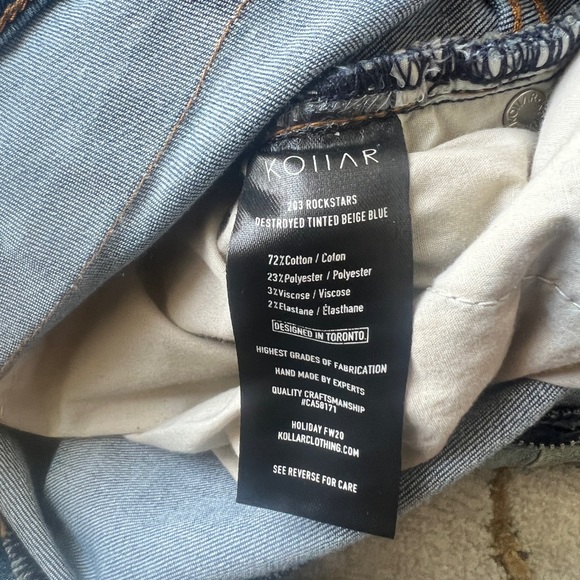 KOLLAR
203 ROCKSTARS
DESTROYED TINTED BEIGE BLUE
72%Cotton / Coton
23%Polyester / Polyester
3%Viscose / Viscose
2%Elastane / Élasthane
DESIGNED IN TORONTO.
HIGHEST GRADES OF FABRICATION
HAND MADE BY EXPERTS
QUALITY CRAFTSMANSHIP
#CA58171
HOLIDAY FW20
KOLLARCLOTHING.COM
SEE REVERSE FOR CARE
KOLLAR